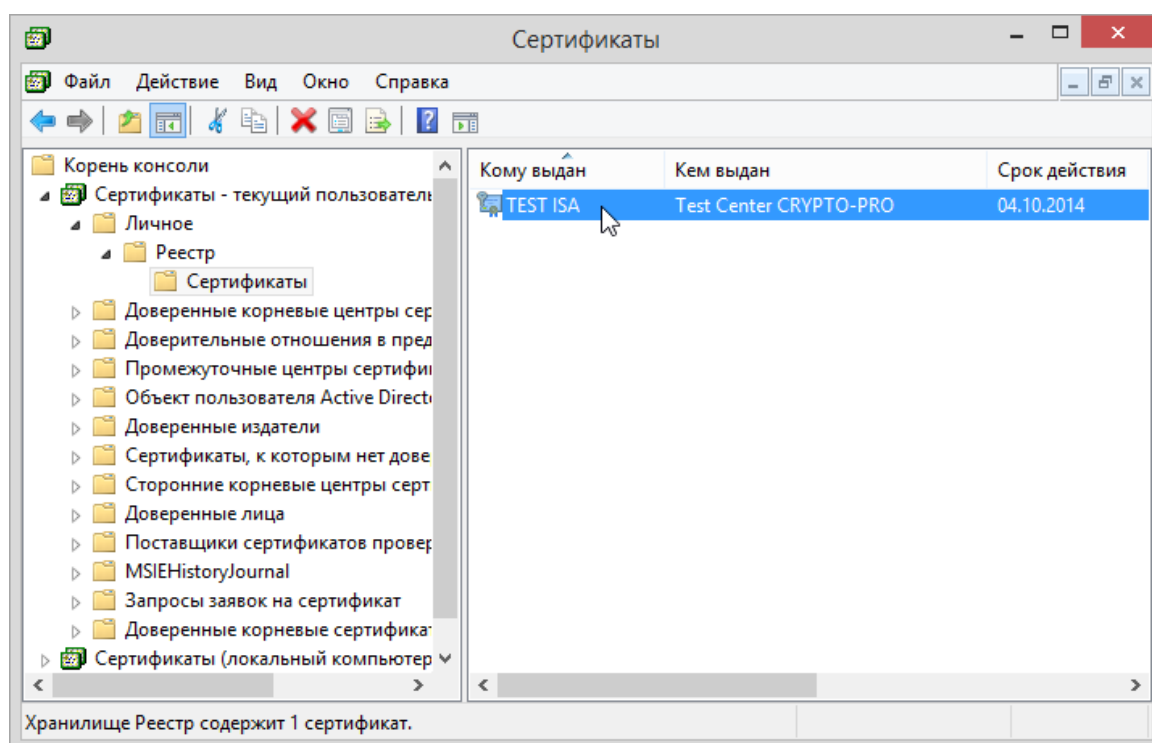 Сертификаты
Файл Действие Вид Окно Справка
Корень консоли
Сертификаты - текущий пользователь
Личное
Реестр
Сертификаты
Доверенные корневые центры сер
Доверительные отношения в пред
Промежуточные центры сертифи
Объект пользователя Active Direct
Доверенные издатели
Сертификаты, к которым нет дове
Сторонние корневые центры серт
Доверенные лица
Поставщики сертификатов провер
MSIEHistoryJournal
Запросы заявок на сертификат
Доверенные корневые сертифика
Сертификаты (локальный компьютер
Кому выдан Кем выдан Срок действия
TEST ISA Test Center CRYPTO-PRO 04.10.2014
Хранилище Реестр содержит 1 сертификат.